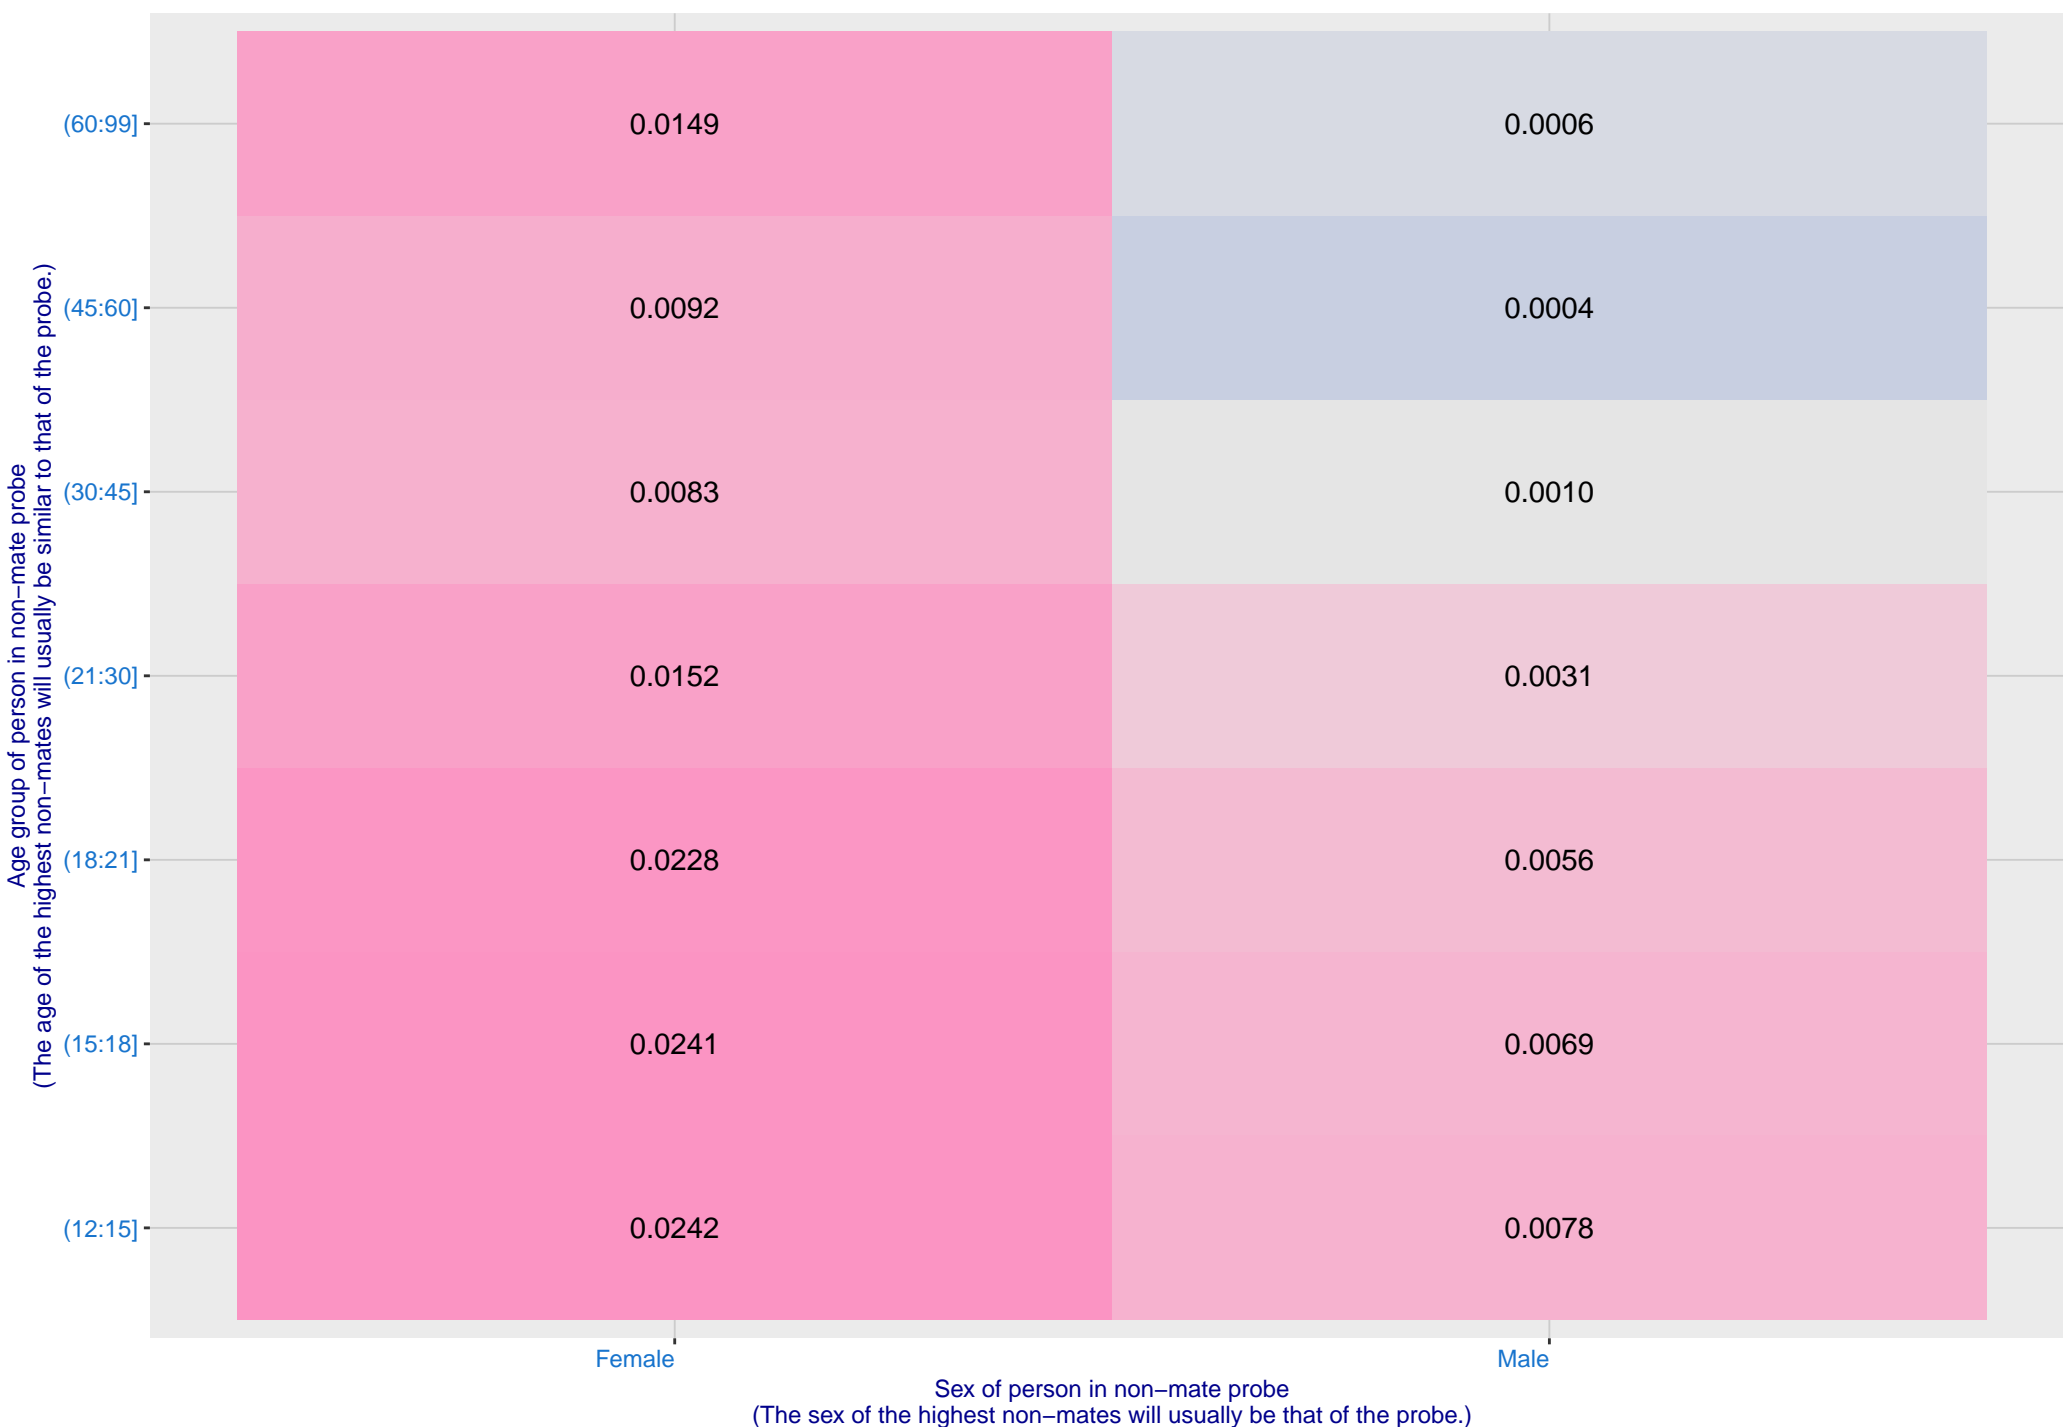 Age group of person in non−mate probe
(The age of the highest non−mates will usually be similar to that of the probe.)
(60:99] 0.0149 0.0006
(45:60] 0.0092 0.0004
(30:45] 0.0083 0.0010
(21:30] 0.0152 0.0031
(18:21] 0.0228 0.0056
(15:18] 0.0241 0.0069
(12:15] 0.0242 0.0078
Female Male
Sex of person in non−mate probe
(The sex of the highest non−mates will usually be that of the probe.)